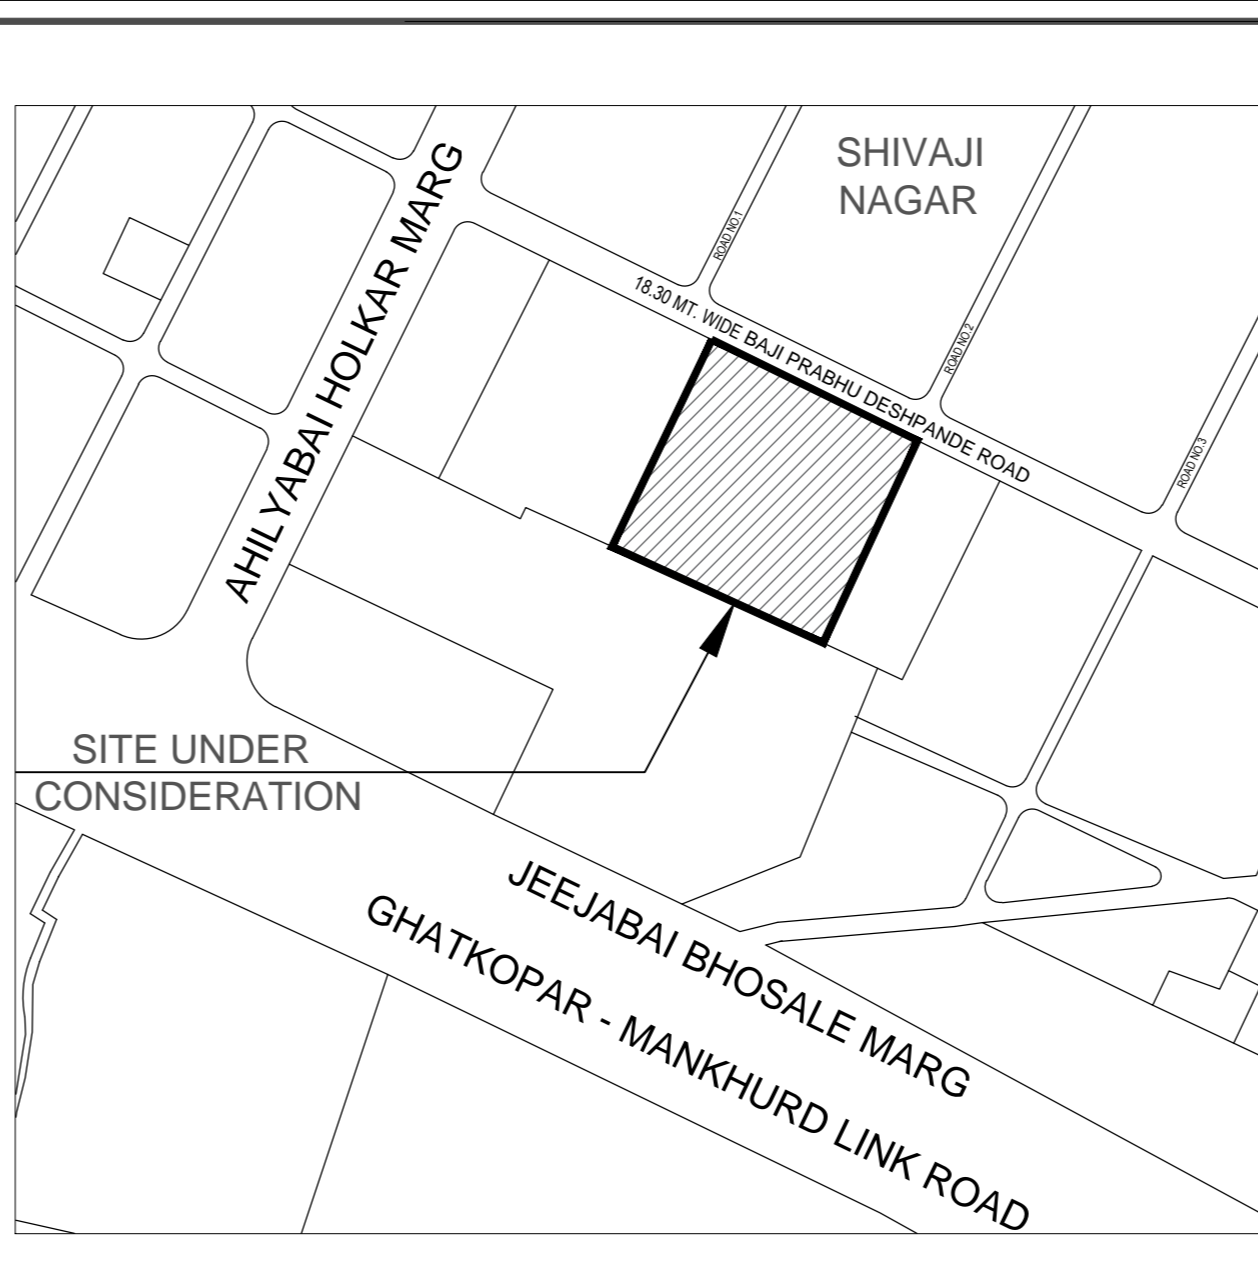 SHIVAJI
NAGAR
AHILYABAI HOLKAR MARG
ROAD NO.1
18.30 MT. WIDE BAJI PRABHU DESHPANDE ROAD
ROAD NO.2
ROAD NO.3
SITE UNDER
CONSIDERATION
JEEJABAI BHOSALE MARG
GHATKOPAR - MANKHURD LINK ROAD